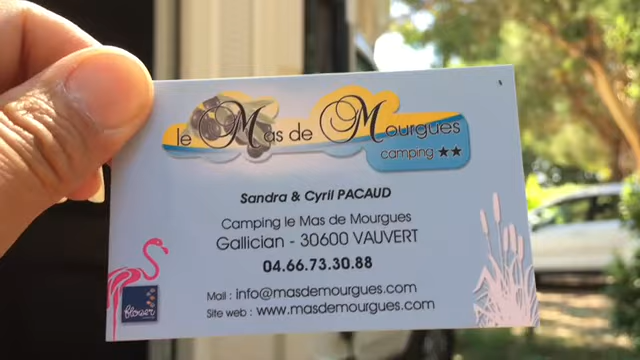 le Mas de Mourgues
camping ★★
Sandra & Cyril PACAUD
Camping le Mas de Mourgues
Gallician - 30600 VAUVERT
04.66.73.30.88
Mail : info@masdemourgues.com
Site web : www.masdemourgues.com
flower